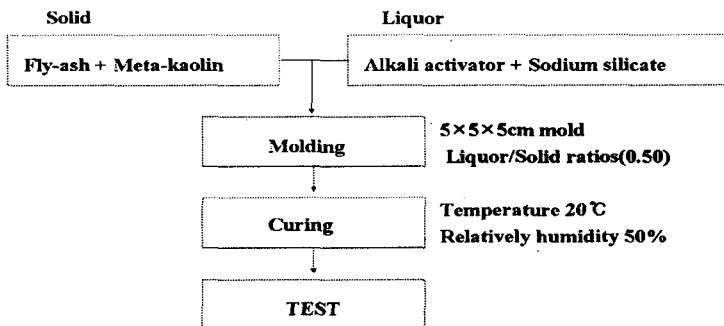 Solid
Liquor
Fly-ash + Meta-kaolin
Alkali activator + Sodium silicate
Molding
5×5×5cm mold
Liquor/Solid ratios(0.50)
Curing
Temperature 20℃
Relatively humidity 50%
TEST